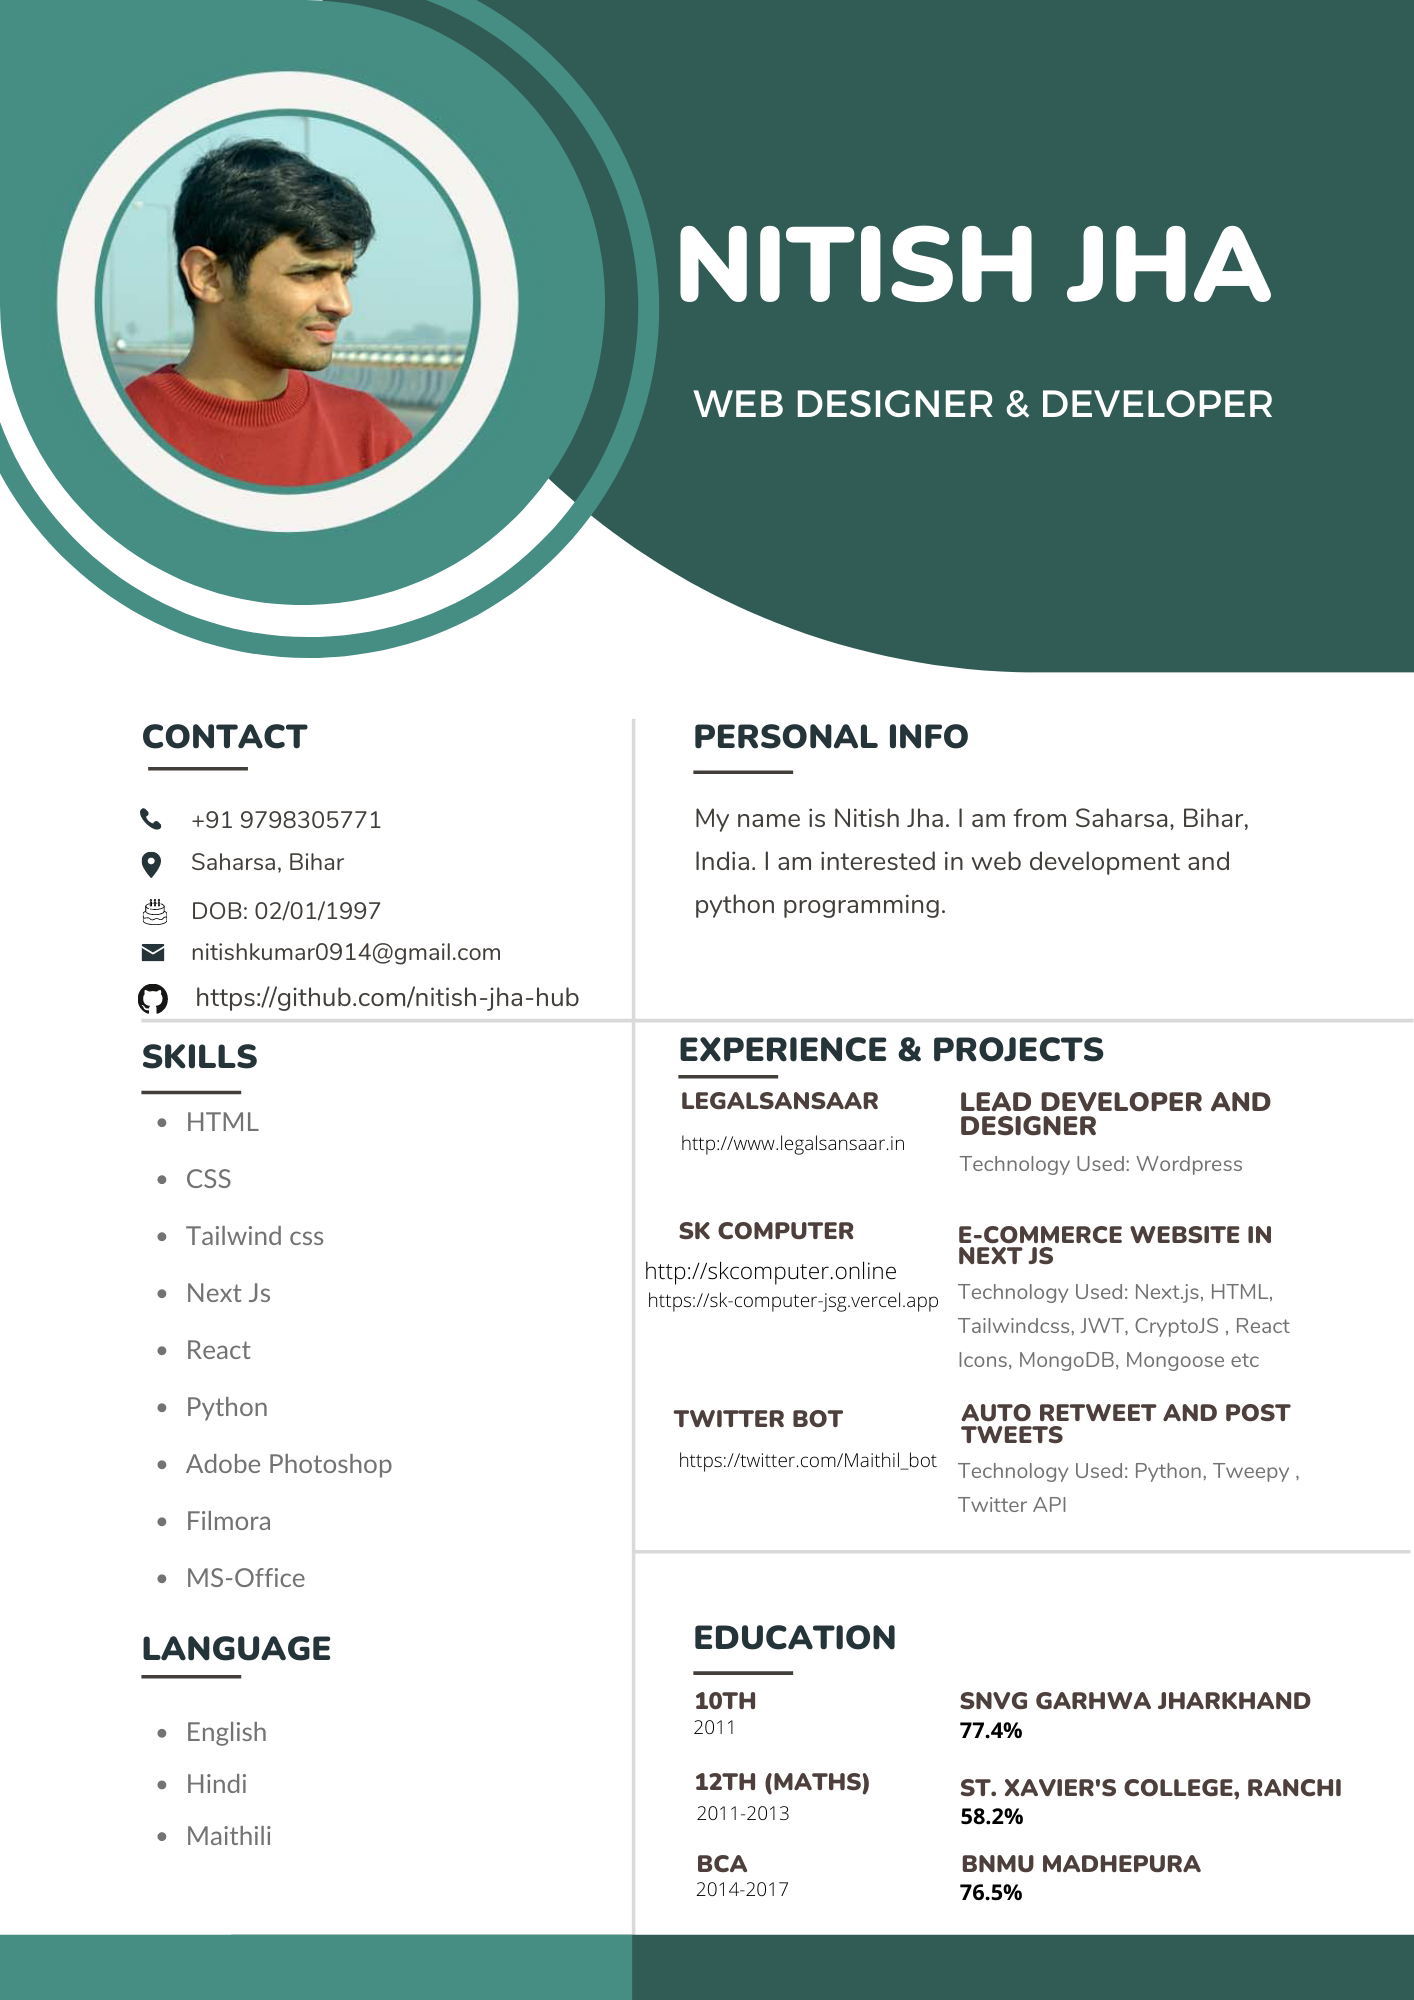 NITISH JHA
WEB DESIGNER & DEVELOPER
CONTACT
+91 9798305771
Saharsa, Bihar
DOB: 02/01/1997
nitishkumar0914@gmail.com
https://github.com/nitish-jha-hub
PERSONAL INFO
My name is Nitish Jha. I am from Saharsa, Bihar,
India. I am interested in web development and
python programming.
SKILLS
HTML
CSS
Tailwind css
Next Js
React
Python
Adobe Photoshop
Filmora
MS-Office
LANGUAGE
English
Hindi
Maithili
EXPERIENCE & PROJECTS
LEGALSANSAAR
http://www.legalsansaar.in
LEAD DEVELOPER AND
DESIGNER
Technology Used: Wordpress
SK COMPUTER
http://skcomputer.online
https://sk-computer-jsg.vercel.app
E-COMMERCE WEBSITE IN
NEXT JS
Technology Used: Next.js, HTML,
Tailwindcss, JWT, CryptoJS , React
Icons, MongoDB, Mongoose etc
TWITTER BOT
https://twitter.com/Maithil_bot
AUTO RETWEET AND POST
TWEETS
Technology Used: Python, Tweepy ,
Twitter API
EDUCATION
10TH
2011
SNVG GARHWA JHARKHAND
77.4%
12TH (MATHS)
2011-2013
ST. XAVIER'S COLLEGE, RANCHI
58.2%
BCA
2014-2017
BNMU MADHEPURA
76.5%